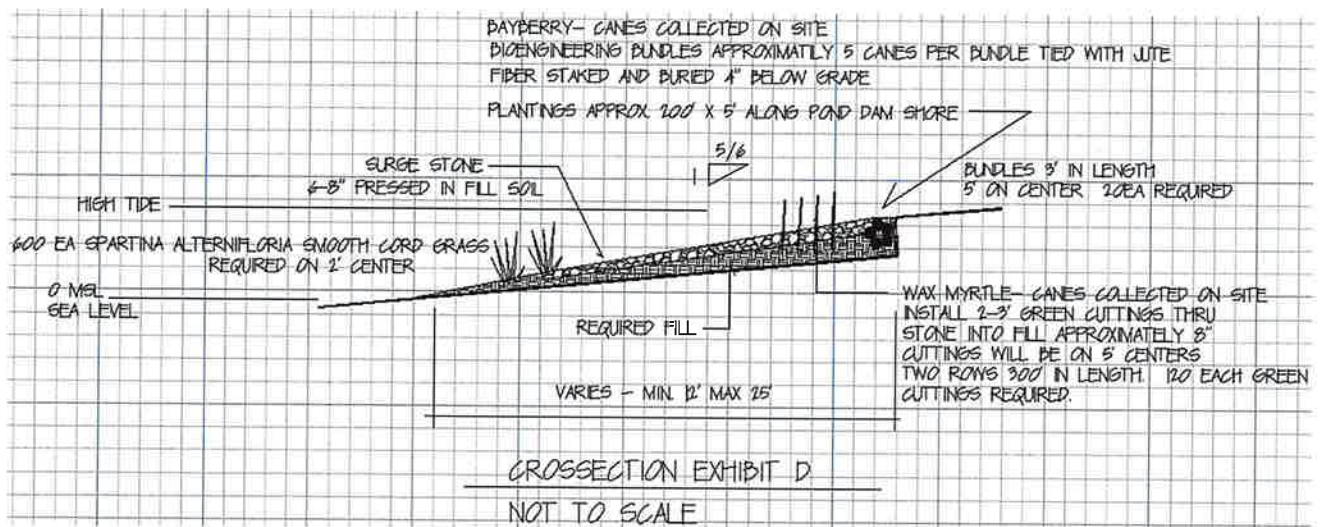 BAYBERRY- CANES COLLECTED ON SITE
BIOENGINEERING BUNDLES APPROXIMATILY 5 CANES PER BUNDLE TIED WITH JUTE
FIBER STAKED AND BURIED 4" BELOW GRADE
PLANTINGS APPROX 200' X 5' ALONG POND DAM SHORE
5/6
1
SURGE STONE
6-8" PRESSED IN FILL SOIL
BUNDLES 3' IN LENGTH
5' ON CENTER 20EA REQUIRED
HIGH TIDE
600 EA SPARTINA ALTERNIFLORIA SMOOTH CORD GRASS
REQUIRED ON 2' CENTER
0 MSL
SEA LEVEL
REQUIRED FILL
WAX MYRTLE- CANES COLLECTED ON SITE
INSTALL 2-3' GREEN CUTTINGS THRU
STONE INTO FILL APPROXIMATELY 8"
CUTTINGS WILL BE ON 5' CENTERS
TWO ROWS 300' IN LENGTH. 120 EACH GREEN
CUTTINGS REQUIRED.
VARIES - MIN. 12' MAX 25'
CROSSECTION EXHIBIT D
NOT TO SCALE